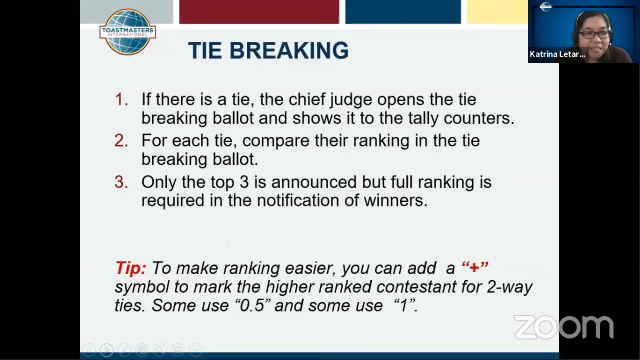 TOASTMASTERS
INTERNATIONAL
TIE BREAKING
1. If there is a tie, the chief judge opens the tie
breaking ballot and shows it to the tally counters.
2. For each tie, compare their ranking in the tie
breaking ballot.
3. Only the top 3 is announced but full ranking is
required in the notification of winners.
Tip: To make ranking easier, you can add a "+"
symbol to mark the higher ranked contestant for 2-way
ties. Some use "0.5" and some use "1".
Katrina Letar...
zoom